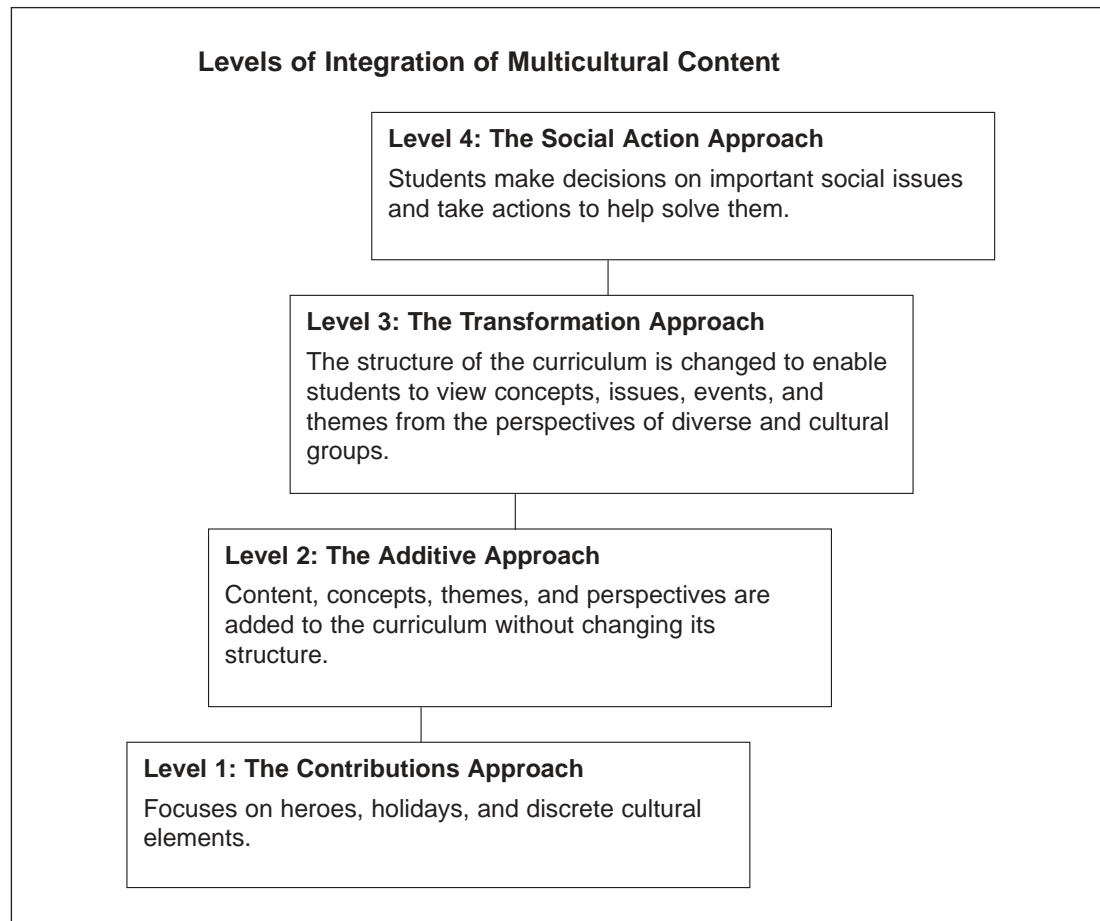 Levels of Integration of Multicultural Content
Level 4: The Social Action Approach
Students make decisions on important social issues
and take actions to help solve them.
Level 3: The Transformation Approach
The structure of the curriculum is changed to enable
students to view concepts, issues, events, and
themes from the perspectives of diverse and cultural
groups.
Level 2: The Additive Approach
Content, concepts, themes, and perspectives are
added to the curriculum without changing its
structure.
Level 1: The Contributions Approach
Focuses on heroes, holidays, and discrete cultural
elements.